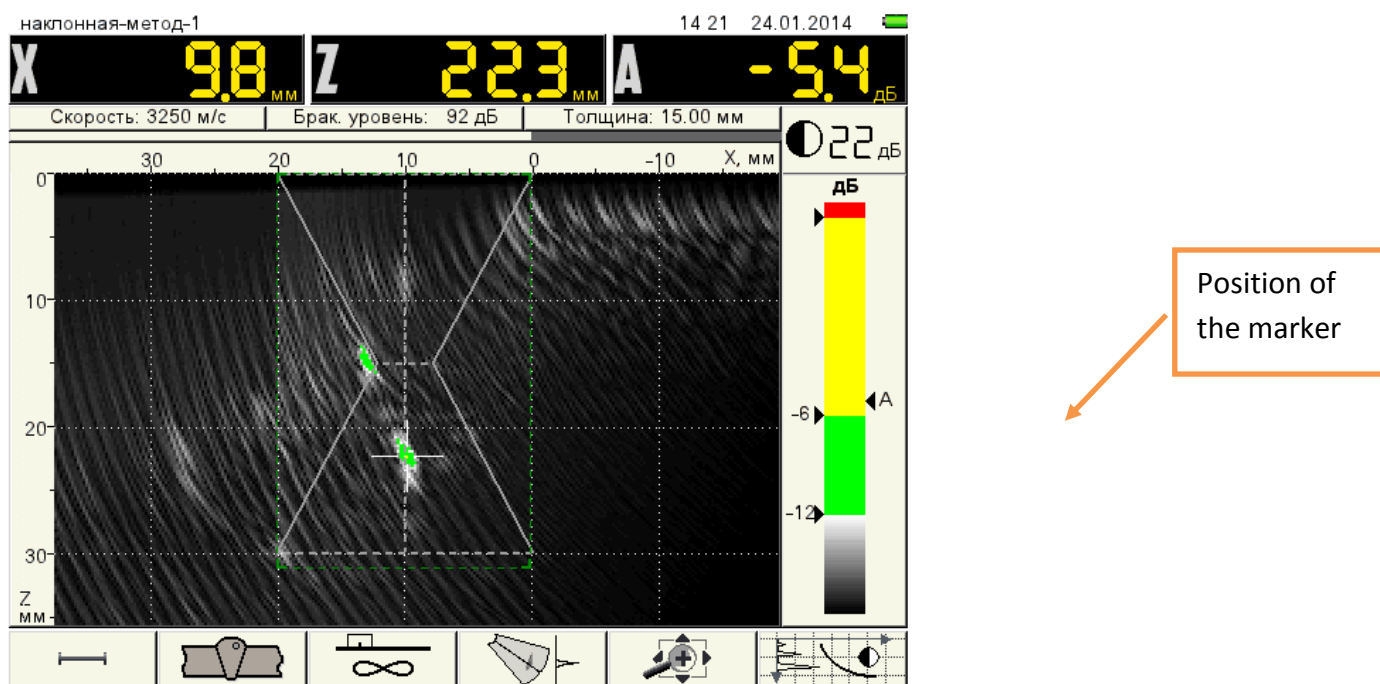 наклонная-метод-1 14 21 24.01.2014
X 9.8 мм Z 22.3 мм A -5.4 дБ
Скорость: 3250 м/с Брак. уровень: 92 дБ Толщина: 15.00 мм
22 дБ
30 20 10 0 -10 X, мм
0
10
20
30
Z
мм
дБ
-6
A
-12
Position of
the marker